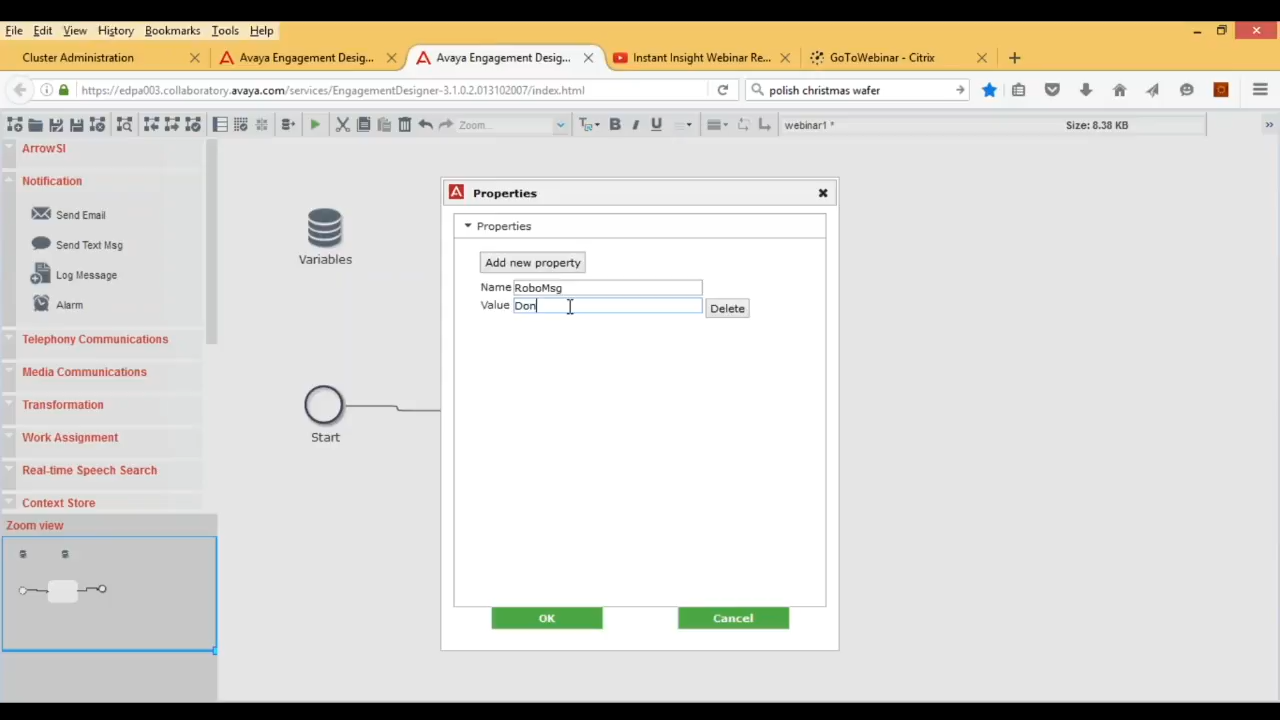 File Edit View History Bookmarks Tools Help
Cluster Administration
Avaya Engagement Desig...
Avaya Engagement Desig...
Instant Insight Webinar Re...
GoToWebinar - Citrix
https://edpa003.collaboratory.avaya.com/services/EngagementDesigner-3.1.0.2.013102007/index.html
polish christmas wafer
Zoom...
B I U
webinar1 *
Size: 8.38 KB
ArrowSI
Notification
Send Email
Send Text Msg
Log Message
Alarm
Telephony Communications
Media Communications
Transformation
Work Assignment
Real-time Speech Search
Context Store
Zoom view
Variables
Start
Properties
Properties
Add new property
Name RoboMsg
Value Don
Delete
OK
Cancel